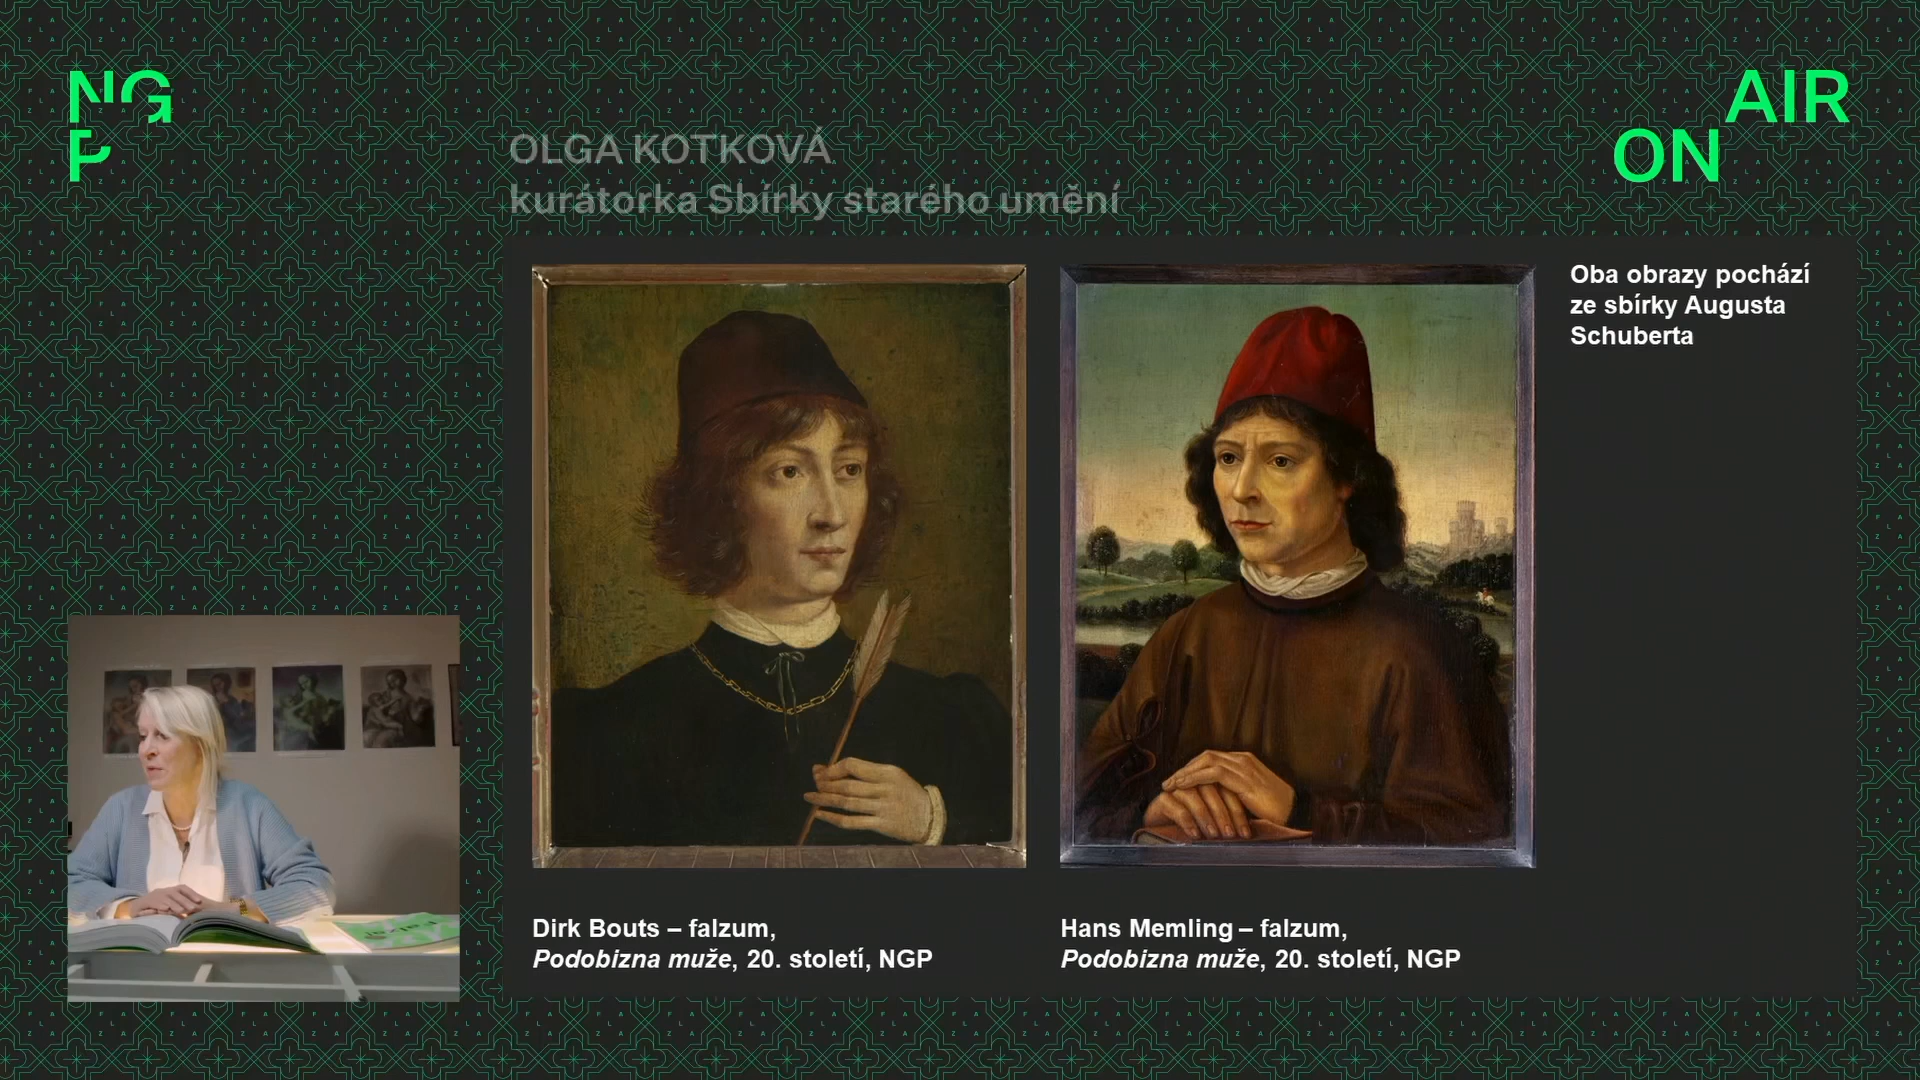 NG
P
AIR
ON
OLGA KOTKOVÁ
kurátorka Sbírky starého umění
Oba obrazy pochází
ze sbírky Augusta
Schuberta
Dirk Bouts – falzum,
Podobizna muže, 20. století, NGP
Hans Memling – falzum,
Podobizna muže, 20. století, NGP